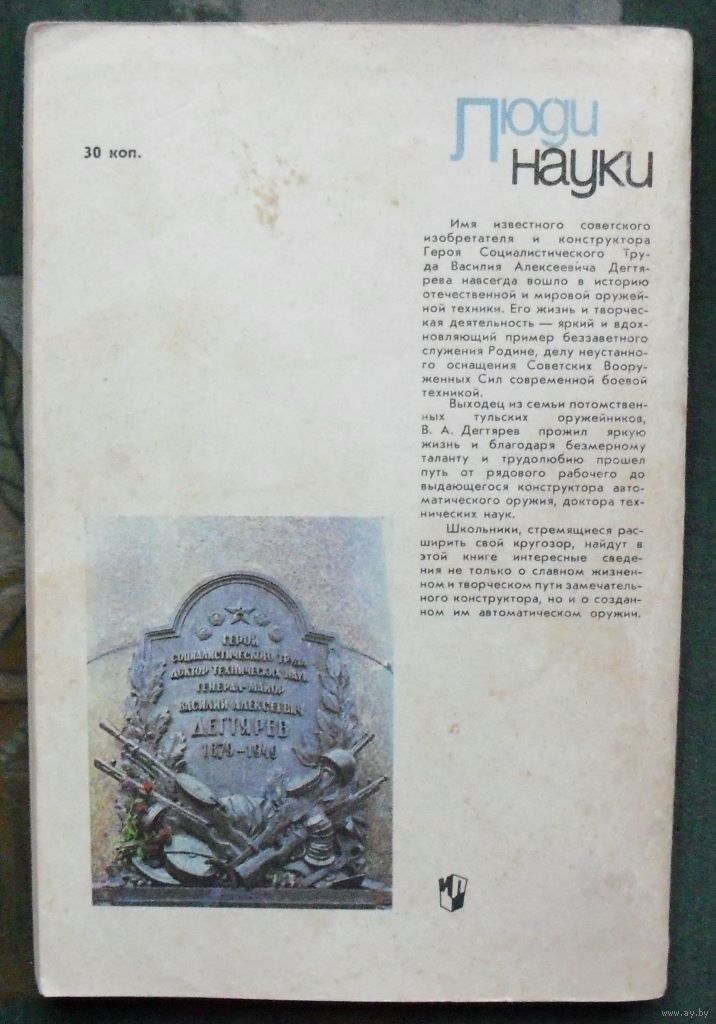 Люди
науки
30 коп.
Имя известного советского
изобретателя и конструктора
Героя Социалистического Тру-
да Василия Алексеевича Дегтя-
рева навсегда вошло в историю
отечественной и мировой оружей-
ной техники. Его жизнь и творчес-
кая деятельность — яркий и вдох-
новляющий пример беззаветного
служения Родине, делу неустанно-
го оснащения Советских Воору-
женных Сил современной боевой
техникой.
Выходец из семьи потомствен-
ных тульских оружейников,
В. А. Дегтярев прожил яркую
жизнь и благодаря безмерному
таланту и трудолюбию прошел
путь от рядового рабочего до
выдающегося конструктора авто-
матического оружия, доктора тех-
нических наук.
Школьники, стремящиеся рас-
ширить свой кругозор, найдут в
этой книге интересные сведе-
ния не только о славном жизнен-
ном и творческом пути замечатель-
ного конструктора, но и о создан-
ном им автоматическом оружии.
ГЕРОЙ
СОЦИАЛИСТИЧЕСКОГО ТРУДА
ДОКТОР ТЕХНИЧЕСКИХ НАУК
ГЕНЕРАЛ-МАЙОР
ВАСИЛИЙ АЛЕКСЕЕВИЧ
ДЕГТЯРЕВ
1879-1949
ИП
www.ay.by